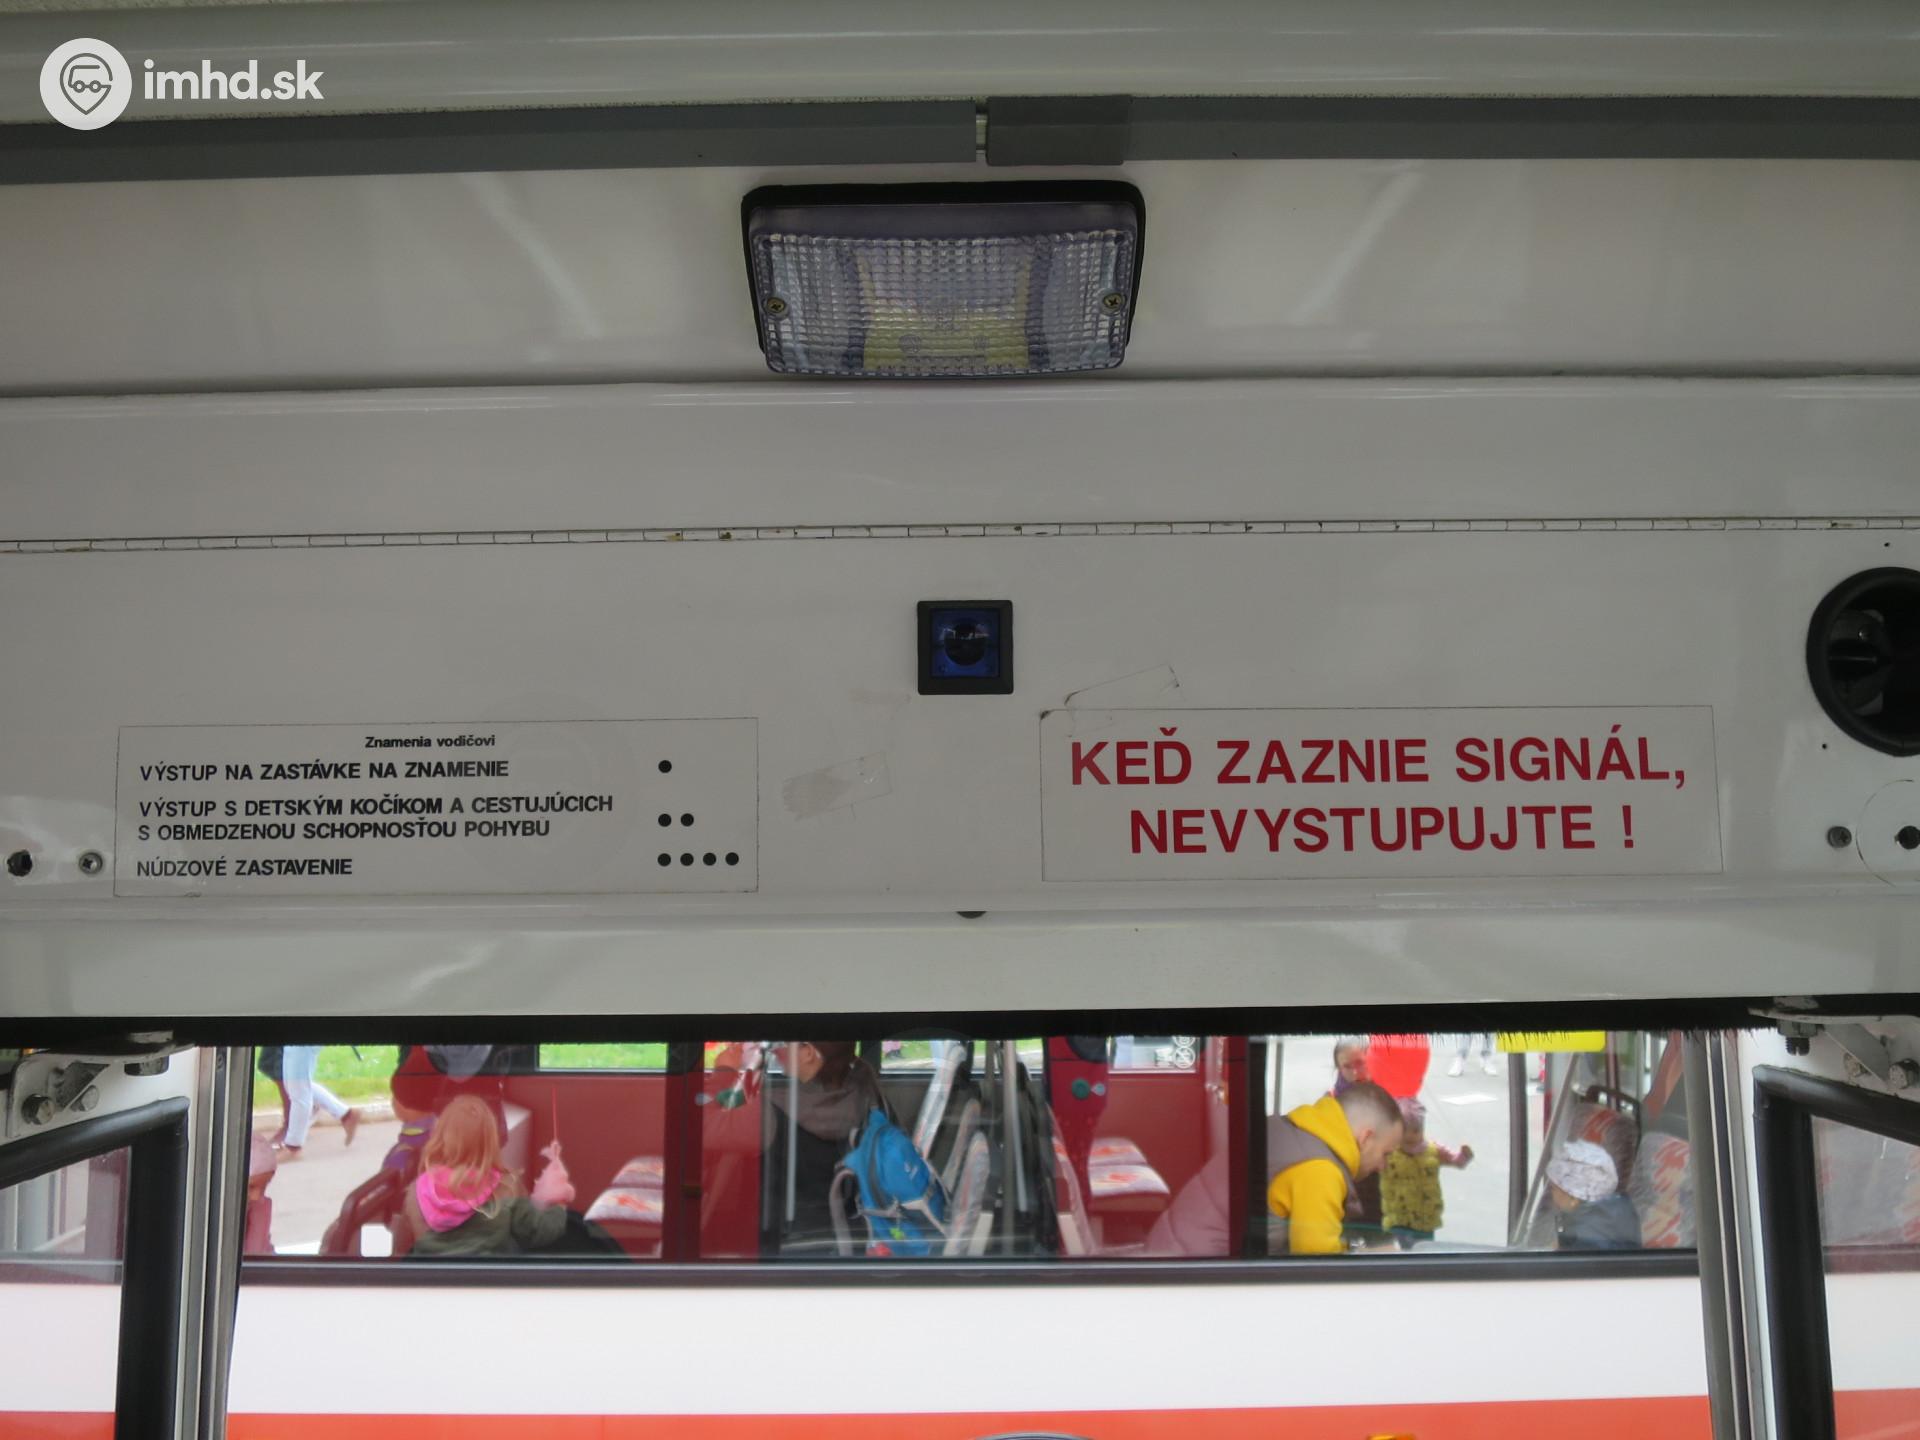 imhd.sk
Znamenia vodičovi
VÝSTUP NA ZASTÁVKE NA ZNAMENIE ●
VÝSTUP S DETSKÝM KOČÍKOM A CESTUJÚCICH
S OBMEDZENOU SCHOPNOSŤOU POHYBU ●●
NÚDZOVÉ ZASTAVENIE ●●●●
KEĎ ZAZNIE SIGNÁL,
NEVYSTUPUJTE !